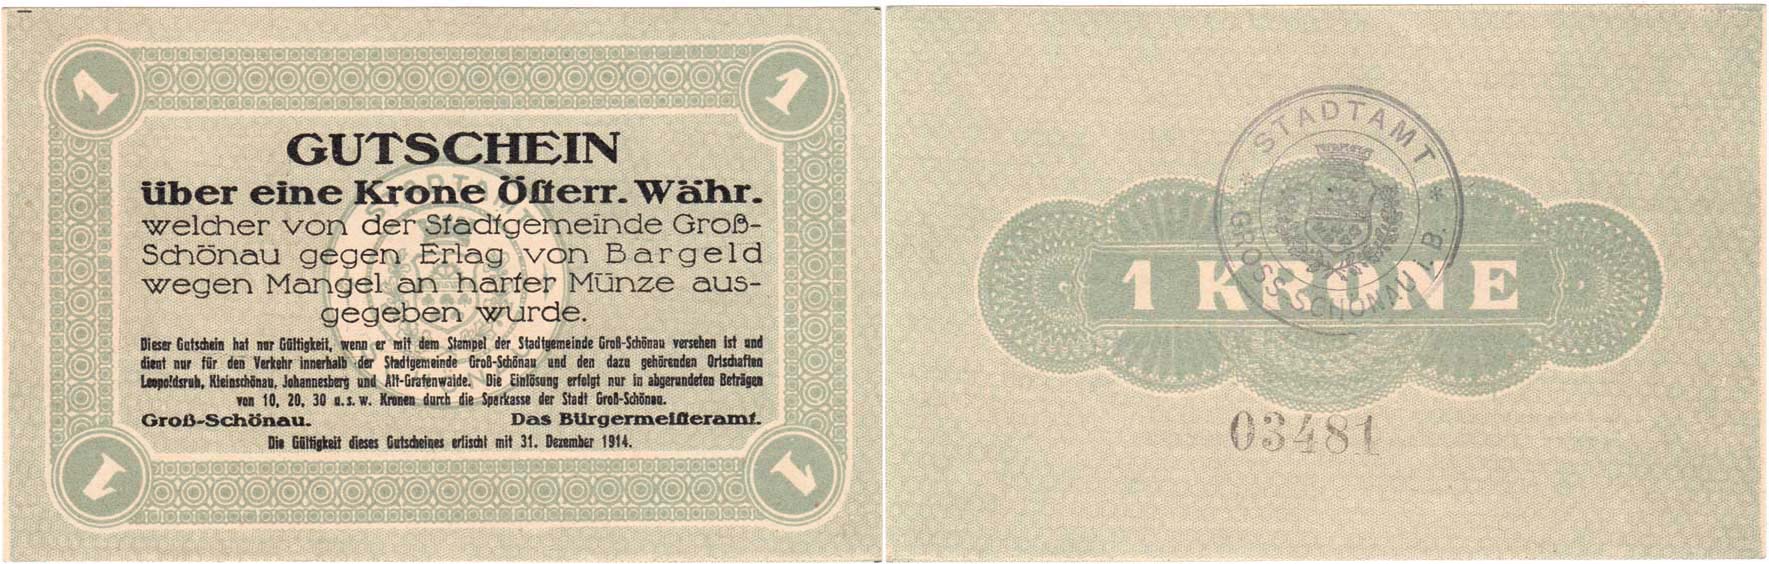 1 1
GUTSCHEIN
über eine Krone Österr. Währ.
welcher von der Stadtgemeinde Groß-
Schönau gegen Erlag von Bargeld
wegen Mangel an harter Münze aus-
gegeben wurde.
Dieser Gutschein hat nur Gültigkeit, wenn er mit dem Stempel der Stadtgemeinde Groß-Schönau versehen ist und
dient nur für den Verkehr innerhalb der Stadtgemeinde Groß-Schönau und den dazu gehörenden Ortschaften
Leopoldsruh, Kleinschönau, Johannesberg und Alt-Grafenwalde. Die Einlösung erfolgt nur in abgerundeten Beträgen
von 10, 20, 30 u. s. w. Kronen durch die Sparkasse der Stadt Groß-Schönau.
Groß-Schönau. Das Bürgermeisteramt.
Die Gültigkeit dieses Gutscheines erlischt mit 31. Dezember 1914.
1 1
* STADTAMT *
GROSS-SCHÖNAU i. B.
1 KRONE
03481